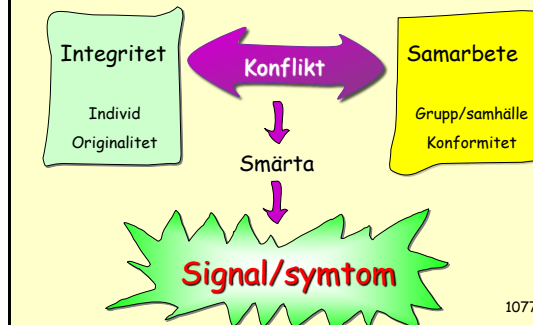 Integritet
Individ
Originalitet
Konflikt
Samarbete
Grupp/samhälle
Konformitet
Smärta
Signal/symtom
1077